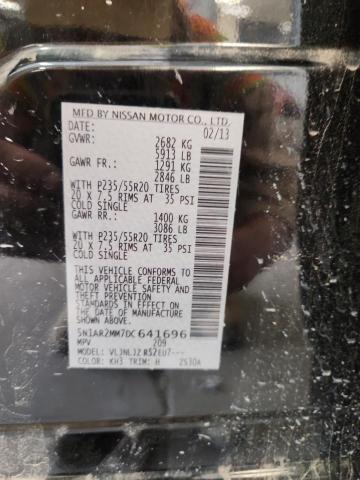 MFD BY NISSAN MOTOR CO., LTD.
DATE: 02/13
GVWR: 2682 KG
5913 LB
GAWR FR: 1291 KG
2846 LB
WITH P235/55R20 TIRES
20 X 7.5 RIMS AT 35 PSI
COLD SINGLE
GAWR RR: 1400 KG
3086 LB
WITH P235/55R20 TIRES
20 X 7.5 RIMS AT 35 PSI
COLD SINGLE
THIS VEHICLE CONFORMS TO
ALL APPLICABLE FEDERAL
MOTOR VEHICLE SAFETY
STANDARDS IN EFFECT ON THE
DATE OF MANUFACTURE SHOWN
ABOVE.
5N1AR2MM7DC641696
MPV 209
MODEL: VLJNLJZ R52EU7---
COLOR: KH3 TRIM: H 2530A